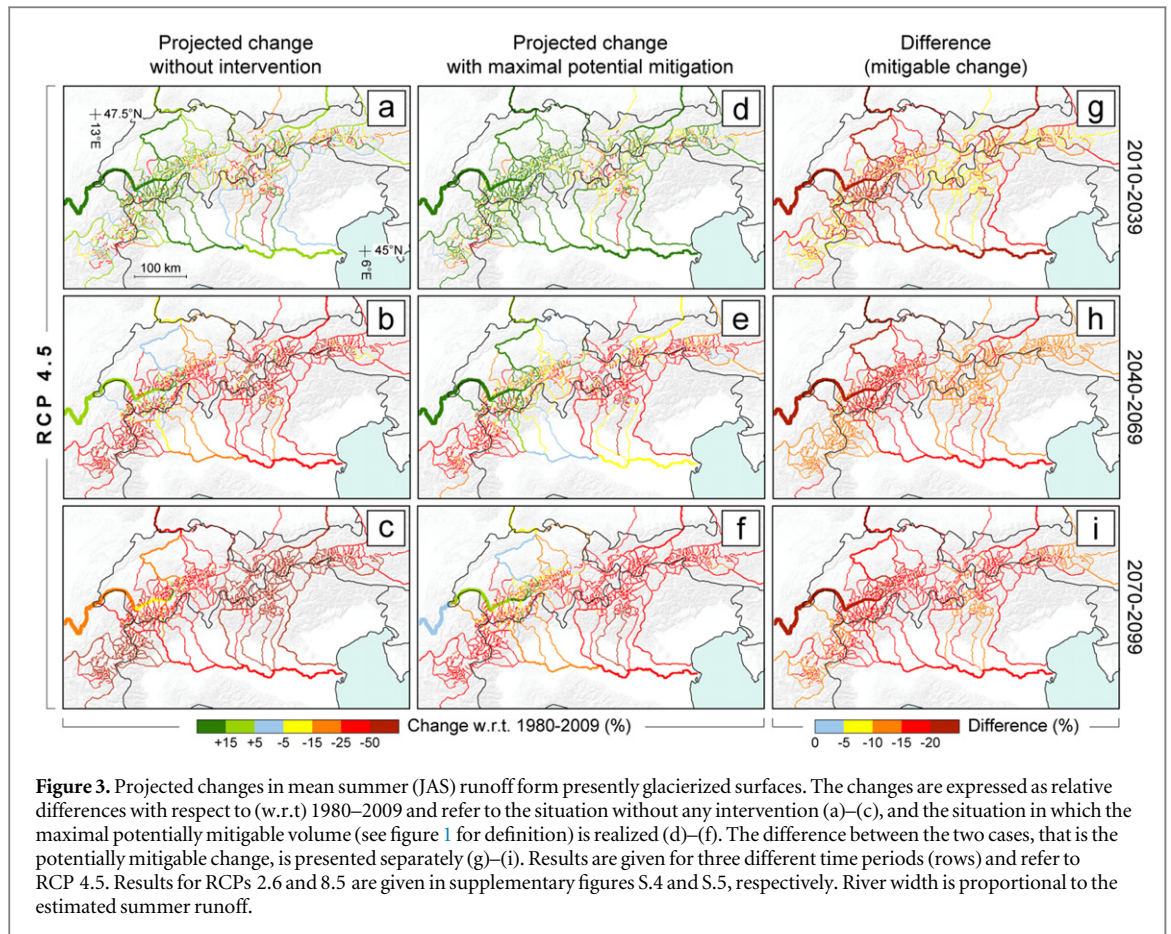 Projected change
without intervention
Projected change
with maximal potential mitigation
Difference
(mitigable change)
RCP 4.5
a
47.5°N
13°E
45°N
6°E
100 km
d
g
2010-2039
b
e
h
2040-2069
c
f
i
2070-2099
+15 +5 -5 -15 -25 -50
Change w.r.t. 1980-2009 (%)
0 -5 -10 -15 -20
Difference (%)
Figure 3. Projected changes in mean summer (JAS) runoff form presently glacierized surfaces. The changes are expressed as relative
differences with respect to (w.r.t) 1980–2009 and refer to the situation without any intervention (a)–(c), and the situation in which the
maximal potentially mitigable volume (see figure 1 for definition) is realized (d)–(f). The difference between the two cases, that is the
potentially mitigable change, is presented separately (g)–(i). Results are given for three different time periods (rows) and refer to
RCP 4.5. Results for RCPs 2.6 and 8.5 are given in supplementary figures S.4 and S.5, respectively. River width is proportional to the
estimated summer runoff.